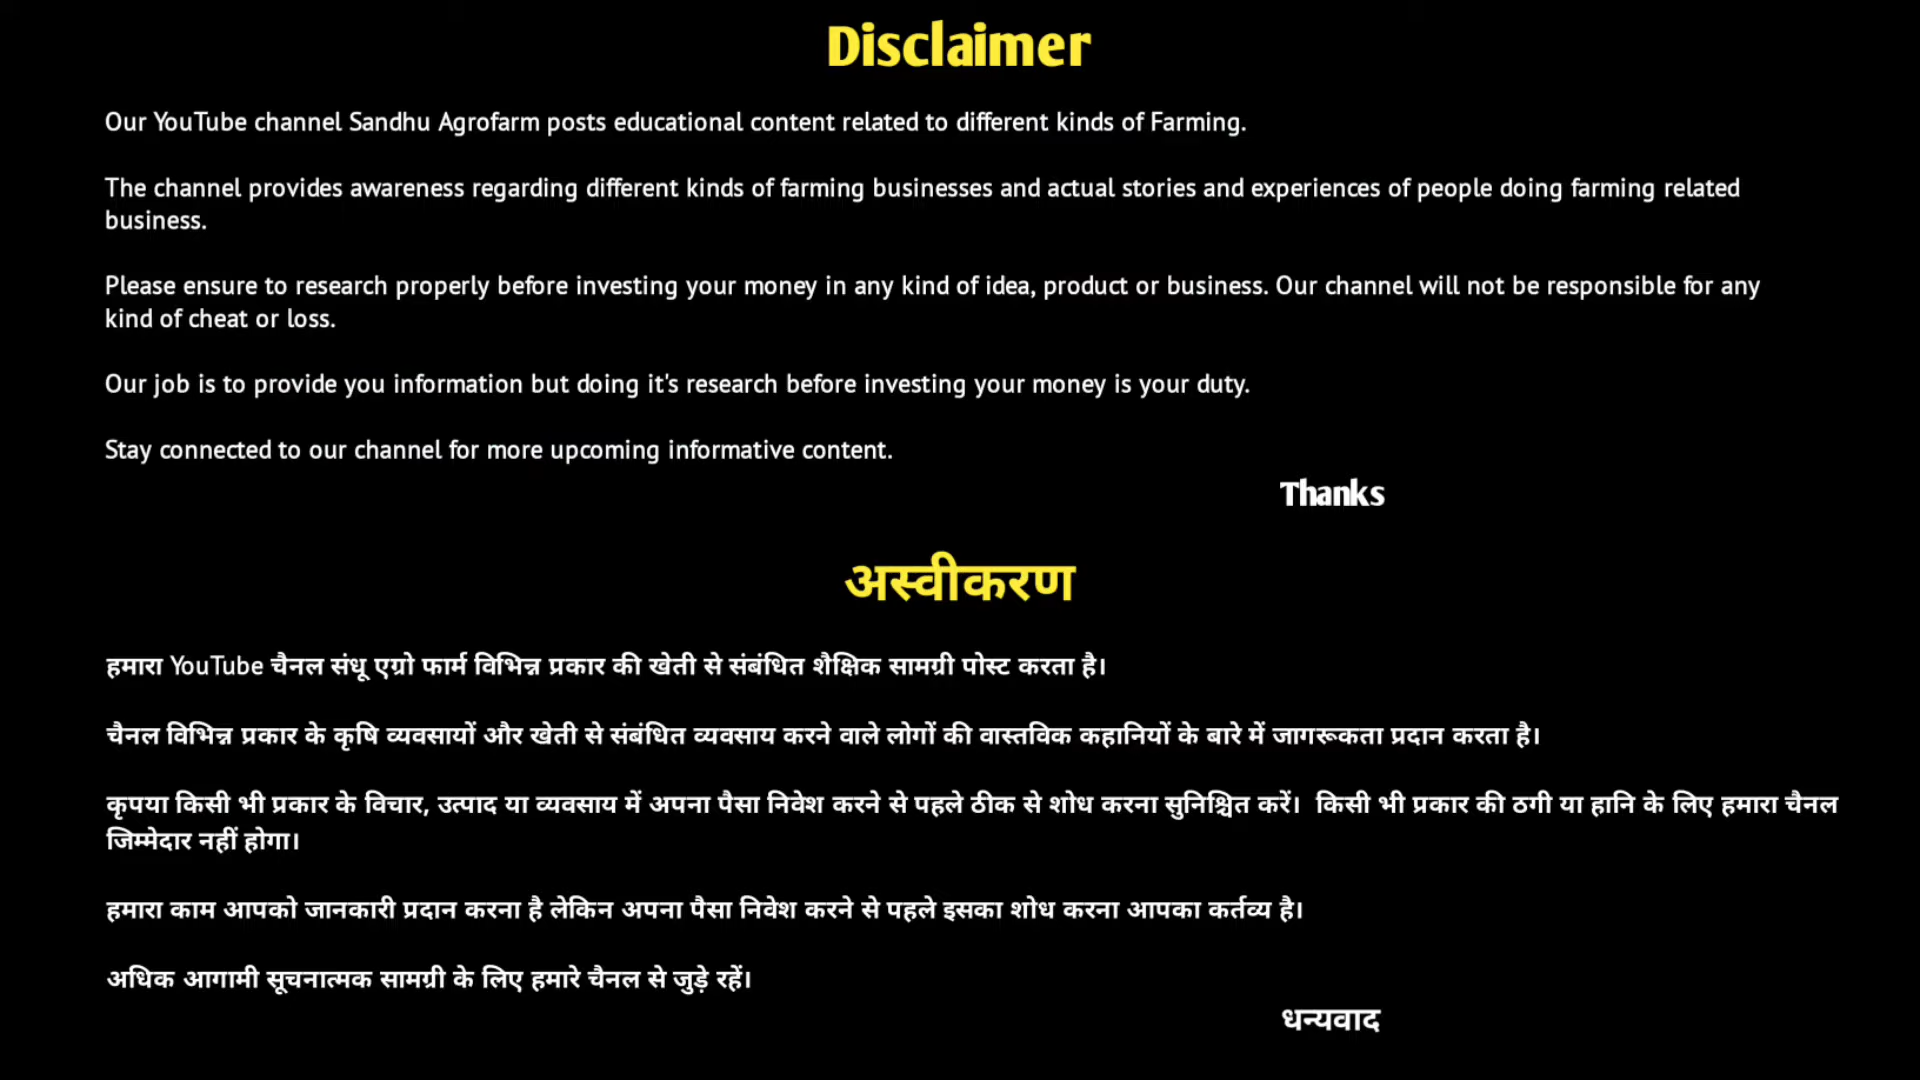 Disclaimer
Our YouTube channel Sandhu Agrofarm posts educational content related to different kinds of Farming.
The channel provides awareness regarding different kinds of farming businesses and actual stories and experiences of people doing farming related
business.
Please ensure to research properly before investing your money in any kind of idea, product or business. Our channel will not be responsible for any
kind of cheat or loss.
Our job is to provide you information but doing it's research before investing your money is your duty.
Stay connected to our channel for more upcoming informative content.
Thanks
अस्वीकरण
हमारा YouTube चैनल संधू एग्रो फार्म विभिन्न प्रकार की खेती से संबंधित शैक्षिक सामग्री पोस्ट करता है।
चैनल विभिन्न प्रकार के कृषि व्यवसायों और खेती से संबंधित व्यवसाय करने वाले लोगों की वास्तविक कहानियों के बारे में जागरूकता प्रदान करता है।
कृपया किसी भी प्रकार के विचार, उत्पाद या व्यवसाय में अपना पैसा निवेश करने से पहले ठीक से शोध करना सुनिश्चित करें।  किसी भी प्रकार की ठगी या हानि के लिए हमारा चैनल
जिम्मेदार नहीं होगा।
हमारा काम आपको जानकारी प्रदान करना है लेकिन अपना पैसा निवेश करने से पहले इसका शोध करना आपका कर्तव्य है।
अधिक आगामी सूचनात्मक सामग्री के लिए हमारे चैनल से जुड़े रहें।
धन्यवाद